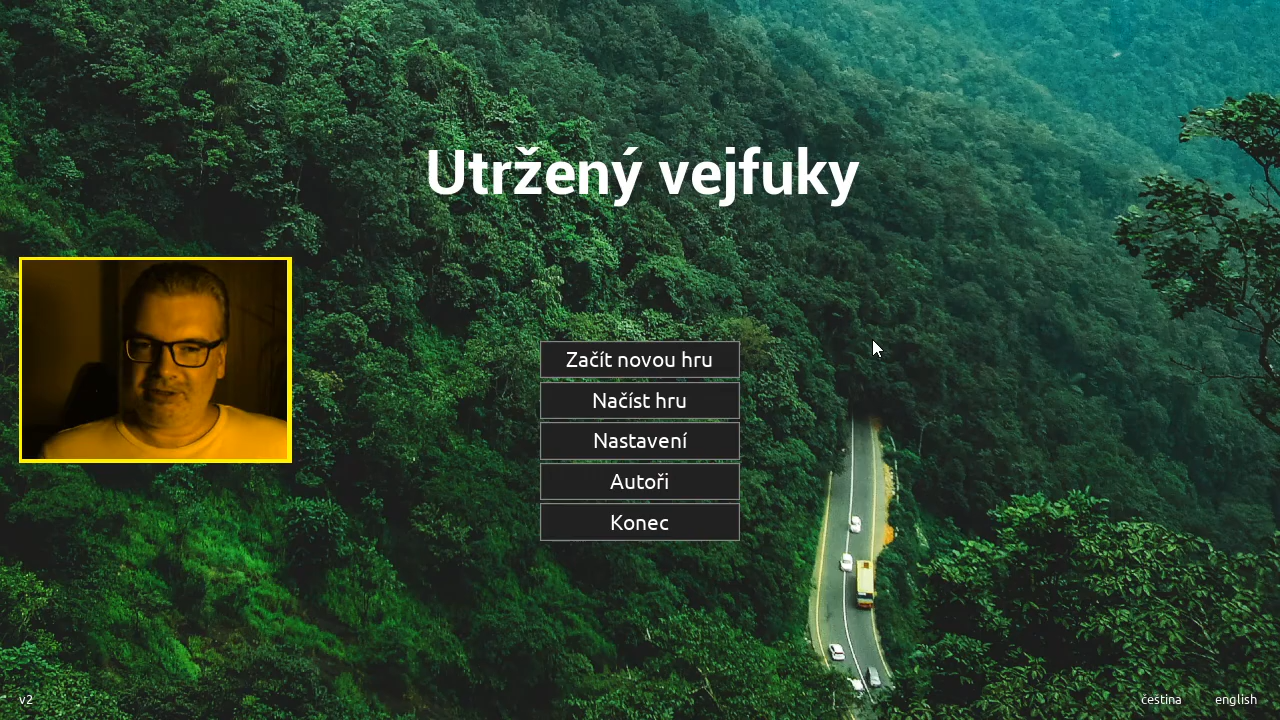 Utržený vejfuky
Začít novou hru
Načíst hru
Nastavení
Autoři
Konec
v2
čeština
english